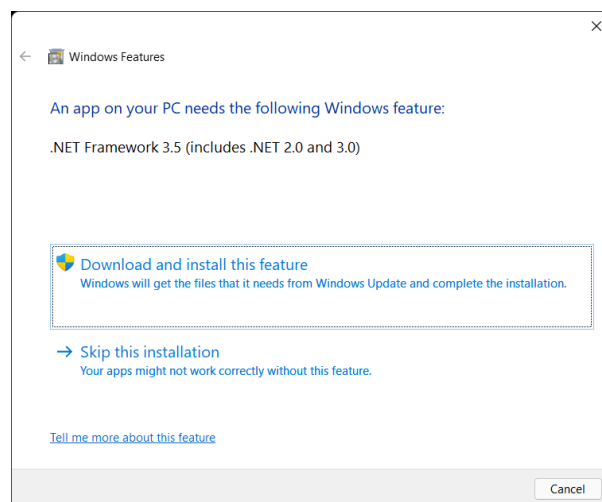 Windows Features
An app on your PC needs the following Windows feature:
.NET Framework 3.5 (includes .NET 2.0 and 3.0)
Download and install this feature
Windows will get the files that it needs from Windows Update and complete the installation.
Skip this installation
Your apps might not work correctly without this feature.
Tell me more about this feature
Cancel